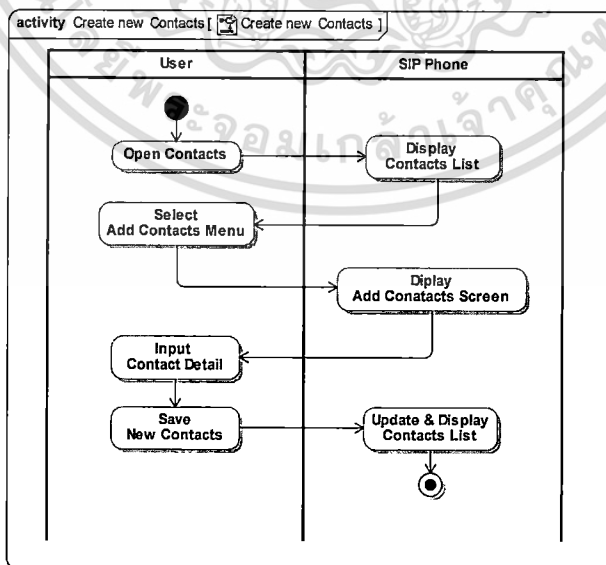 activity Create new Contacts [ Create new Contacts ]
User
SIP Phone
Open Contacts
Display
Contacts List
Select
Add Contacts Menu
Diplay
Add Conatacts Screen
Input
Contact Detail
Save
New Contacts
Update & Display
Contacts List